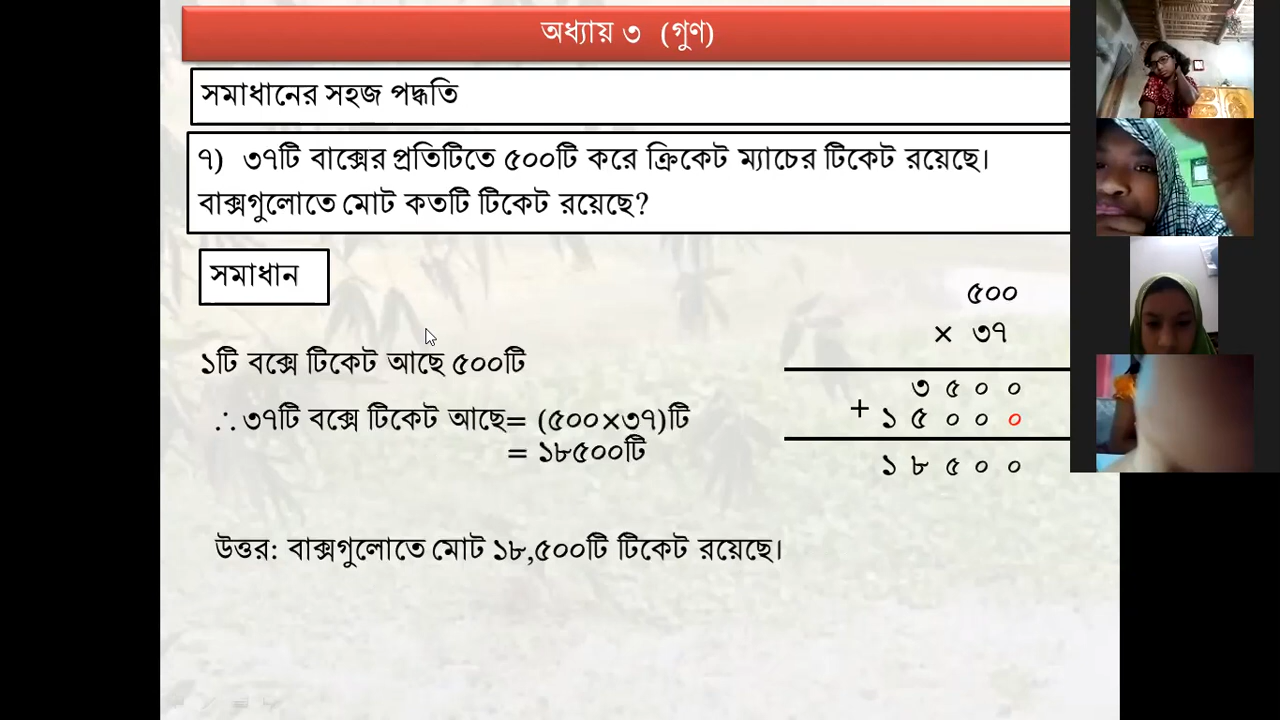 অধ্যায় ৩ (গুণ)
সমাধানের সহজ পদ্ধতি
৭) ৩৭টি বাক্সের প্রতিটিতে ৫০০টি করে ক্রিকেট ম্যাচের টিকেট রয়েছে।
বাক্সগুলোতে মোট কতটি টিকেট রয়েছে?
সমাধান
১টি বক্সে টিকেট আছে ৫০০টি
∴ ৩৭টি বক্সে টিকেট আছে= (৫০০×৩৭)টি
= ১৮৫০০টি
৫০০
× ৩৭
৩ ৫ ০ ০
+ ১ ৫ ০ ০ ০
১ ৮ ৫ ০ ০
উত্তর: বাক্সগুলোতে মোট ১৮,৫০০টি টিকেট রয়েছে।